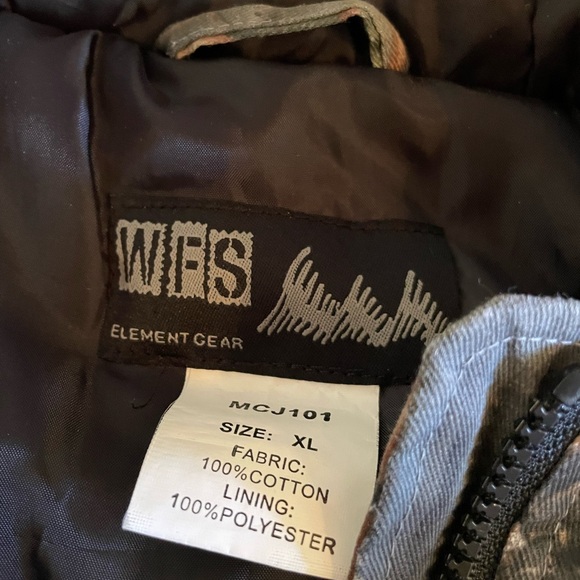 WFS
ELEMENT GEAR
MCJ101
SIZE: XL
FABRIC:
100%COTTON
LINING:
100%POLYESTER